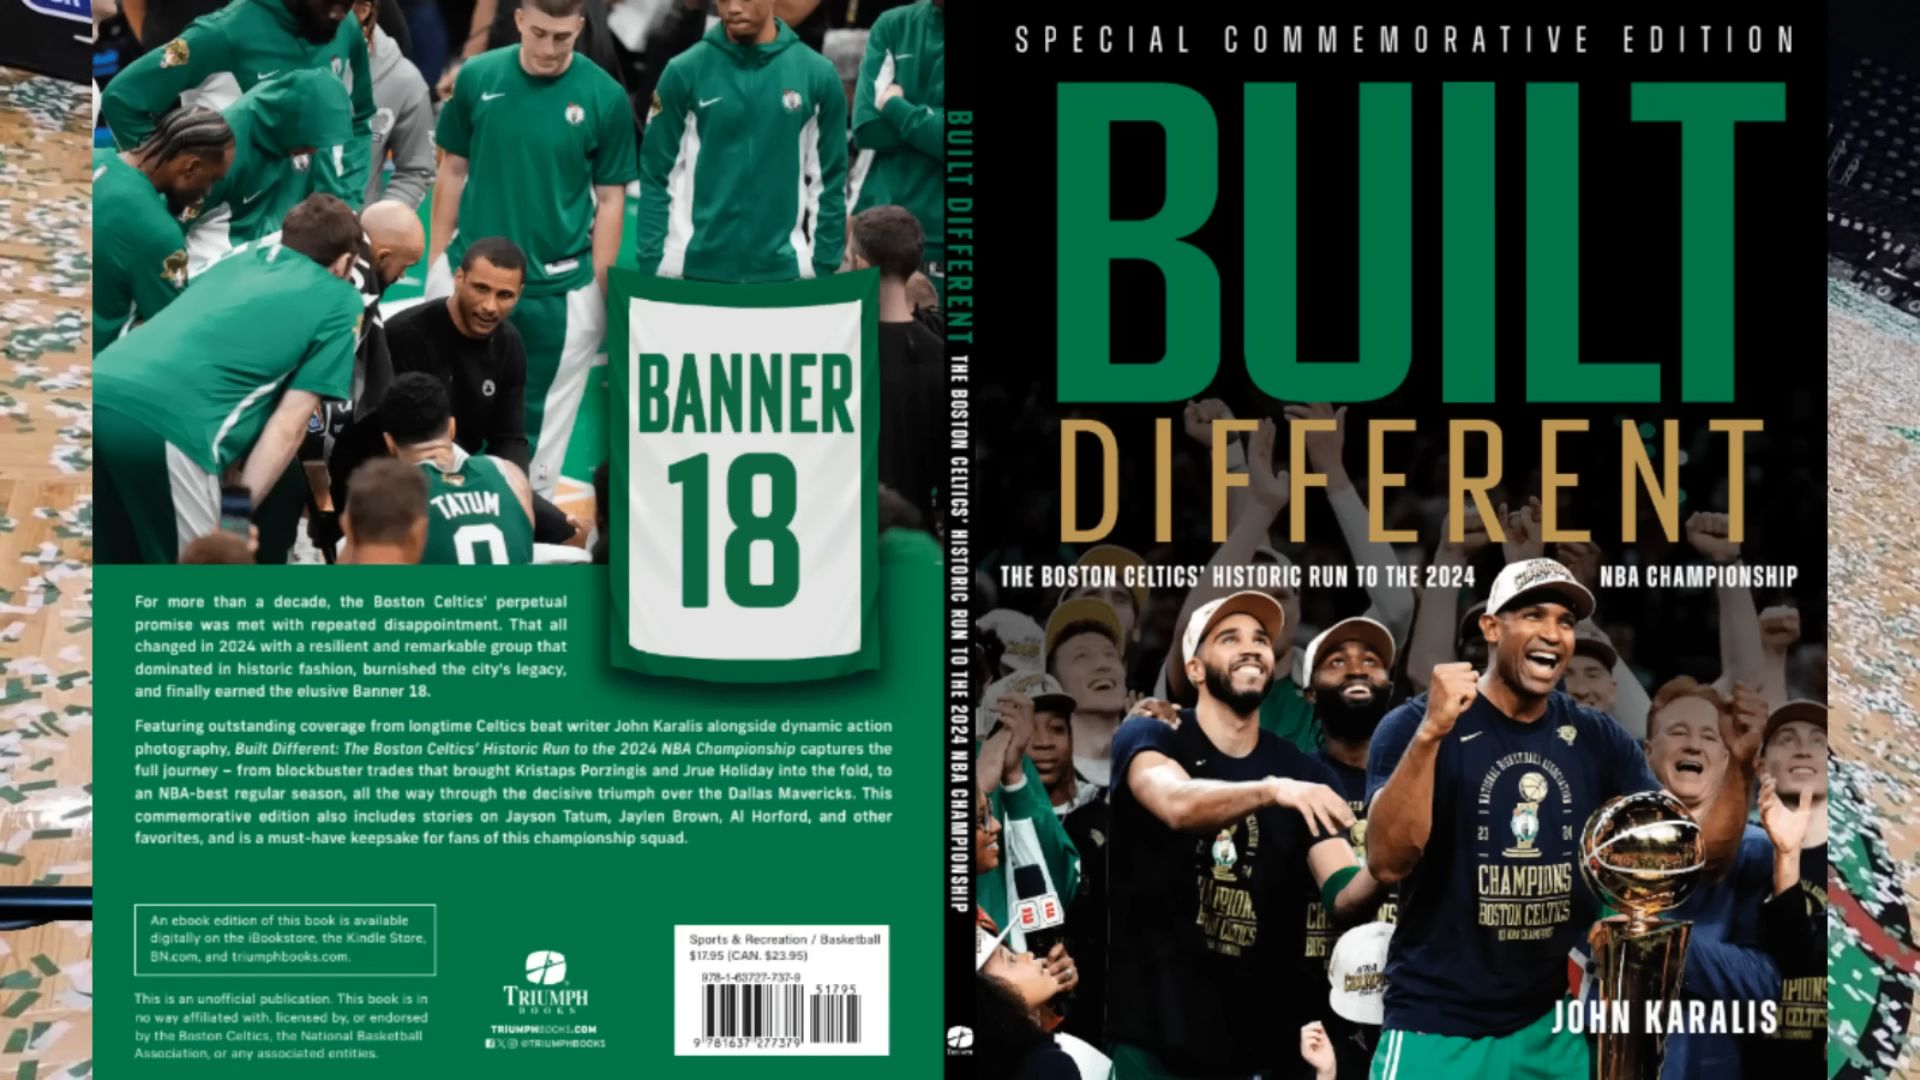 BANNER
18
TATUM
0
For more than a decade, the Boston Celtics' perpetual
promise was met with repeated disappointment. That all
changed in 2024 with a resilient and remarkable group that
dominated in historic fashion, burnished the city's legacy,
and finally earned the elusive Banner 18.
Featuring outstanding coverage from longtime Celtics beat writer John Karalis alongside dynamic action
photography, Built Different: The Boston Celtics' Historic Run to the 2024 NBA Championship captures the
full journey – from blockbuster trades that brought Kristaps Porzingis and Jrue Holiday into the fold, to
an NBA-best regular season, all the way through the decisive triumph over the Dallas Mavericks. This
commemorative edition also includes stories on Jayson Tatum, Jaylen Brown, Al Horford, and other
favorites, and is a must-have keepsake for fans of this championship squad.
An ebook edition of this book is available
digitally on the iBookstore, the Kindle Store,
BN.com, and triumphbooks.com.
This is an unofficial publication. This book is in
no way affiliated with, licensed by, or endorsed
by the Boston Celtics, the National Basketball
Association, or any associated entities.
TRIUMPH
BOOKS
TRIUMPHBOOKS.COM
@TRIUMPHBOOKS
Sports & Recreation / Basketball
$17.95 (CAN. $23.95)
978-1-63727-737-9
51795
9 781637 277379
BUILT DIFFERENT THE BOSTON CELTICS' HISTORIC RUN TO THE 2024 NBA CHAMPIONSHIP
TRIUMPH
SPECIAL COMMEMORATIVE EDITION
BUILT
DIFFERENT
THE BOSTON CELTICS' HISTORIC RUN TO THE 2024 NBA CHAMPIONSHIP
NATIONAL BASKETBALL ASSOCIATION
23 24
CHAMPIONS
BOSTON CELTICS
JOHN KARALIS